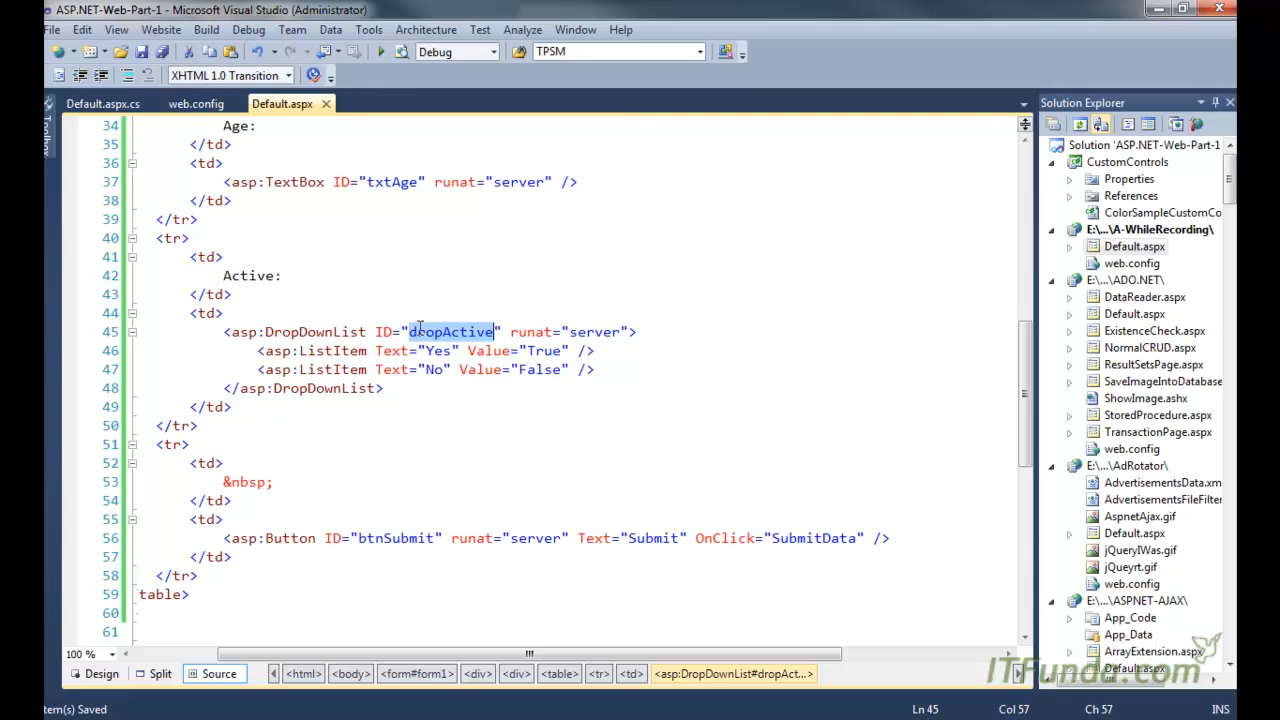 ASP.NET-Web-Part-1 - Microsoft Visual Studio (Administrator)
File Edit View Website Build Debug Team Data Tools Architecture Test Analyze Window Help
Debug TPSM
XHTML 1.0 Transition
Default.aspx.cs web.config Default.aspx
Toolbox
34 Age:
35 </td>
36 <td>
37 <asp:TextBox ID="txtAge" runat="server" />
38 </td>
39 </tr>
40 <tr>
41 <td>
42 Active:
43 </td>
44 <td>
45 <asp:DropDownList ID="dropActive" runat="server">
46 <asp:ListItem Text="Yes" Value="True" />
47 <asp:ListItem Text="No" Value="False" />
48 </asp:DropDownList>
49 </td>
50 </tr>
51 <tr>
52 <td>
53 &nbsp;
54 </td>
55 <td>
56 <asp:Button ID="btnSubmit" runat="server" Text="Submit" OnClick="SubmitData" />
57 </td>
58 </tr>
59 table>
60
61
100 %
Design Split Source <html> <body> <form#form1> <div> <div> <table> <tr> <td> <asp:DropDownList#dropAct...>
Item(s) Saved Ln 45 Col 57 Ch 57 INS
Solution Explorer
Solution 'ASP.NET-Web-Part-1
CustomControls
Properties
References
ColorSampleCustomCo
E:\...\A-WhileRecording\
Default.aspx
web.config
E:\...\ADO.NET\
DataReader.aspx
Default.aspx
ExistenceCheck.aspx
NormalCRUD.aspx
ResultSetsPage.aspx
SaveImageIntoDatabase
ShowImage.ashx
StoredProcedure.aspx
TransactionPage.aspx
web.config
E:\...\AdRotator\
AdvertisementsData.xm
AdvertisementsFileFilter
AspnetAjax.gif
Default.aspx
jQueryIWas.gif
jQueyrt.gif
web.config
E:\...\ASPNET-AJAX\
App_Code
App_Data
ArrayExtension.aspx
Default.aspx
ITFunda.com